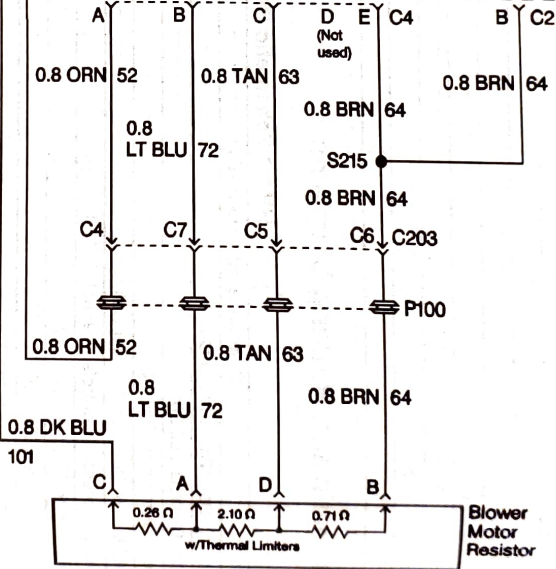 A B C D E C4 B C2
(Not
used)
0.8 ORN 52 0.8 TAN 63 0.8 BRN 64
0.8 BRN 64
0.8
LT BLU 72
S215
0.8 BRN 64
C4 C7 C5 C6 C203
P100
0.8 ORN 52 0.8 TAN 63
0.8
LT BLU 72 0.8 BRN 64
0.8 DK BLU
101
C A D B
0.26 Ω 2.10 Ω 0.71 Ω
w/Thermal Limiters
Blower
Motor
Resistor